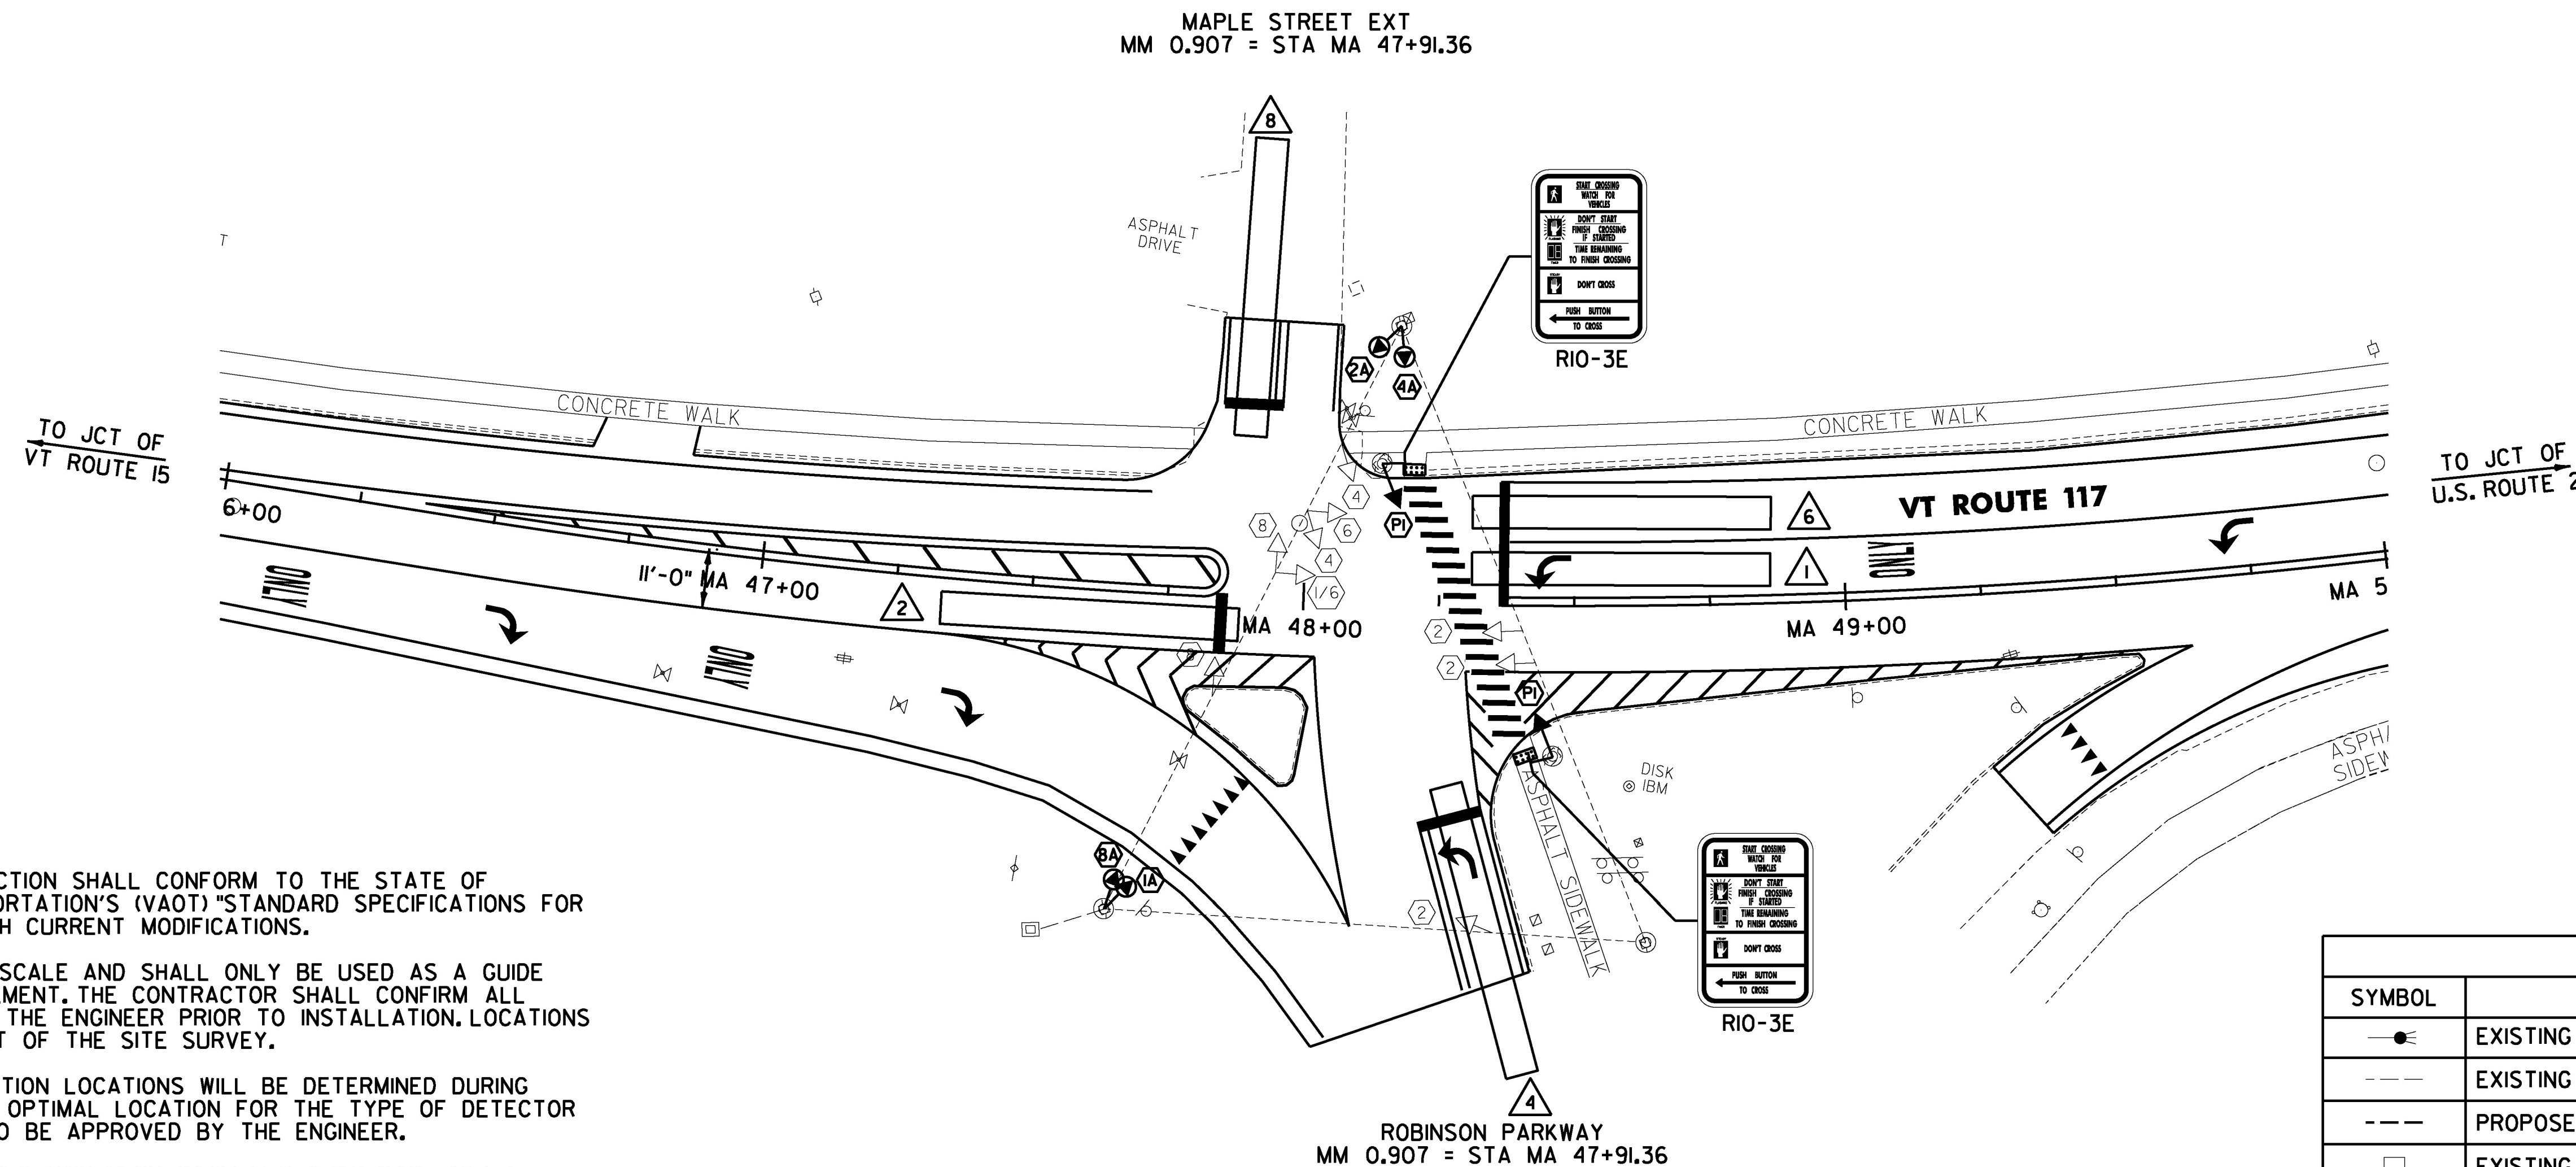 MAPLE STREET EXT
MM 0.907 = STA MA 47+91.36
8
START CROSSING
WATCH FOR
VEHICLES
DON'T START
FINISH CROSSING
IF STARTED
TIME REMAINING
TO FINISH CROSSING
DON'T CROSS
PUSH BUTTON
TO CROSS
R10-3E
ASPHALT
DRIVE
T
2A
4A
CONCRETE WALK
CONCRETE WALK
TO JCT OF
VT ROUTE 15
TO JCT OF
U.S. ROUTE 2
6+00
VT ROUTE 117
4
8
6
P1
6
4
ONLY
11'-0"
MA 47+00
1/6
1
ONLY
2
MA 48+00
2
MA 49+00
MA 5
ONLY
8
2
P1
DISK
IBM
ASPHALT SIDEWALK
ASPHA
SIDEW
8A
1A
2
START CROSSING
WATCH FOR
VEHICLES
DON'T START
FINISH CROSSING
IF STARTED
TIME REMAINING
TO FINISH CROSSING
DON'T CROSS
PUSH BUTTON
TO CROSS
R10-3E
4
ROBINSON PARKWAY
MM 0.907 = STA MA 47+91.36
CTION SHALL CONFORM TO THE STATE OF
ORTATION'S (VAOT) "STANDARD SPECIFICATIONS FOR
H CURRENT MODIFICATIONS.
SCALE AND SHALL ONLY BE USED AS A GUIDE
EMENT. THE CONTRACTOR SHALL CONFIRM ALL
THE ENGINEER PRIOR TO INSTALLATION. LOCATIONS
T OF THE SITE SURVEY.
TION LOCATIONS WILL BE DETERMINED DURING
OPTIMAL LOCATION FOR THE TYPE OF DETECTOR
O BE APPROVED BY THE ENGINEER.
SYMBOL
EXISTING
EXISTING
PROPOSE
EXISTING